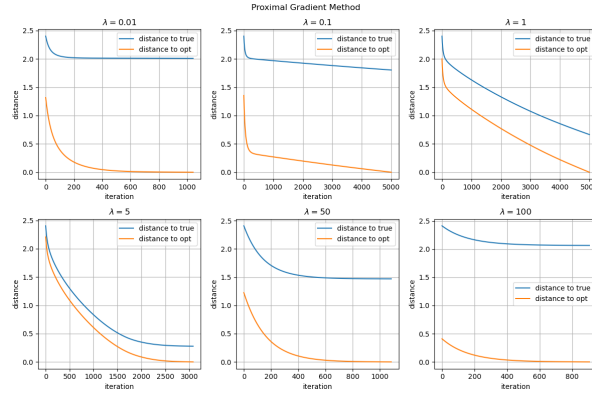 Proximal Gradient Method
λ = 0.01
λ = 0.1
λ = 1
distance
2.5
2.0
1.5
1.0
0.5
0.0
distance to true
distance to opt
0 200 400 600 800 1000
iteration
distance
2.5
2.0
1.5
1.0
0.5
0.0
distance to true
distance to opt
0 1000 2000 3000 4000 5000
iteration
distance
2.5
2.0
1.5
1.0
0.5
0.0
distance to true
distance to opt
0 1000 2000 3000 4000 5000
iteration
λ = 5
λ = 50
λ = 100
distance
2.5
2.0
1.5
1.0
0.5
0.0
distance to true
distance to opt
0 500 1000 1500 2000 2500 3000
iteration
distance
2.5
2.0
1.5
1.0
0.5
0.0
distance to true
distance to opt
0 200 400 600 800 1000
iteration
distance
2.5
2.0
1.5
1.0
0.5
0.0
distance to true
distance to opt
0 200 400 600 800
iteration